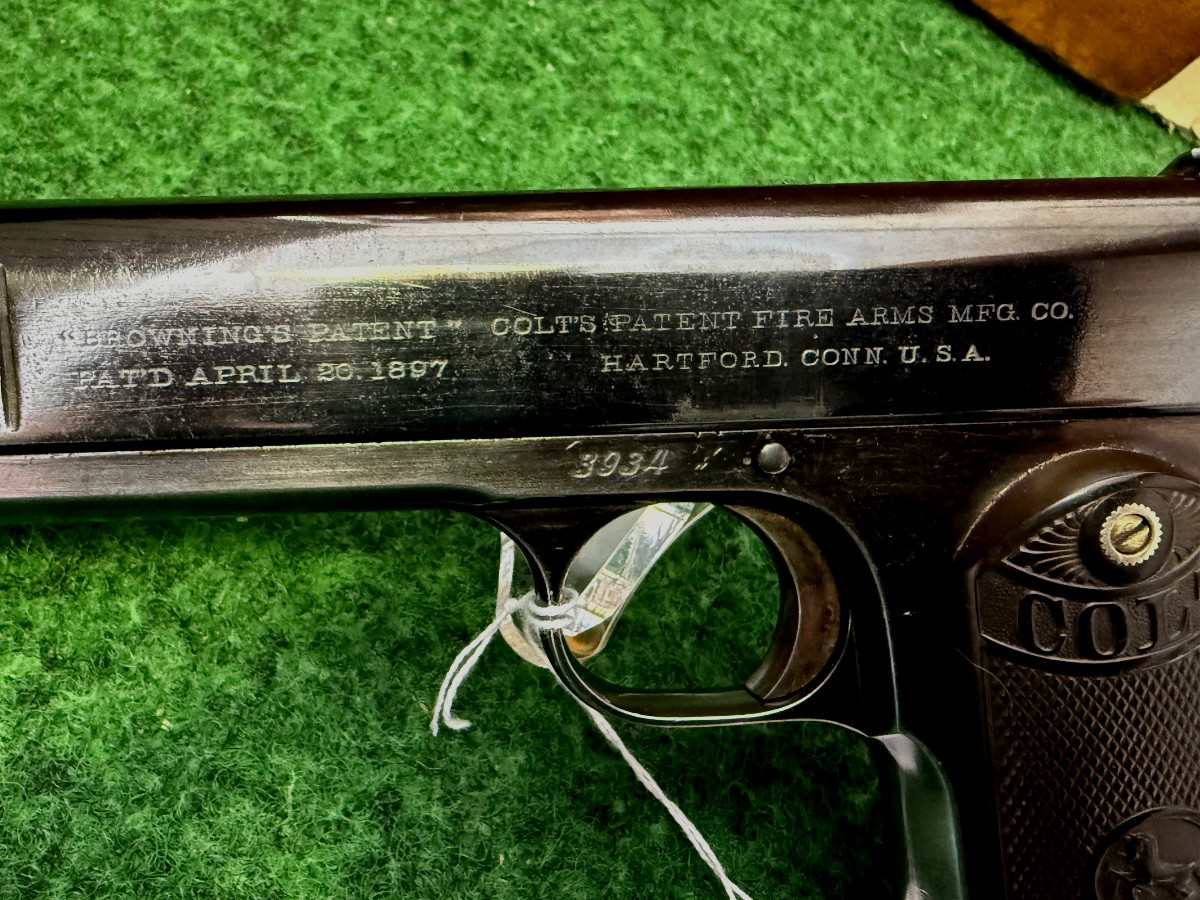 "BROWNING'S PATENT" COLT'S PATENT FIRE ARMS MFG. CO.
PAT'D APRIL 20. 1897. HARTFORD. CONN. U. S. A.
3934
COLT